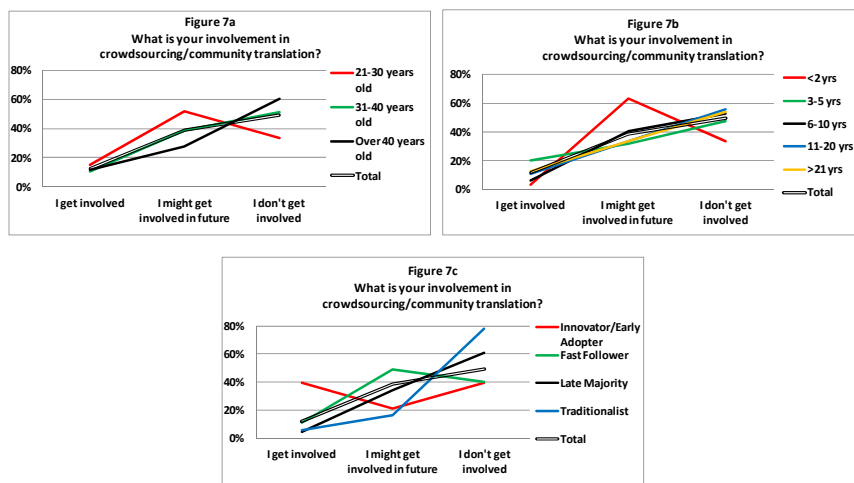 Figure 7a
What is your involvement in
crowdsourcing/community translation?
80%
60%
40%
20%
0%
I get involved
I might get
involved in future
I don't get
involved
21-30 years
old
31-40 years
old
Over 40 years
old
Total
Figure 7b
What is your involvement in
crowdsourcing/community translation?
80%
60%
40%
20%
0%
I get involved
I might get
involved in future
I don't get
involved
<2 yrs
3-5 yrs
6-10 yrs
11-20 yrs
>21 yrs
Total
Figure 7c
What is your involvement in
crowdsourcing/community translation?
80%
60%
40%
20%
0%
I get involved
I might get
involved in future
I don't get
involved
Innovator/Early
Adopter
Fast Follower
Late Majority
Traditionalist
Total